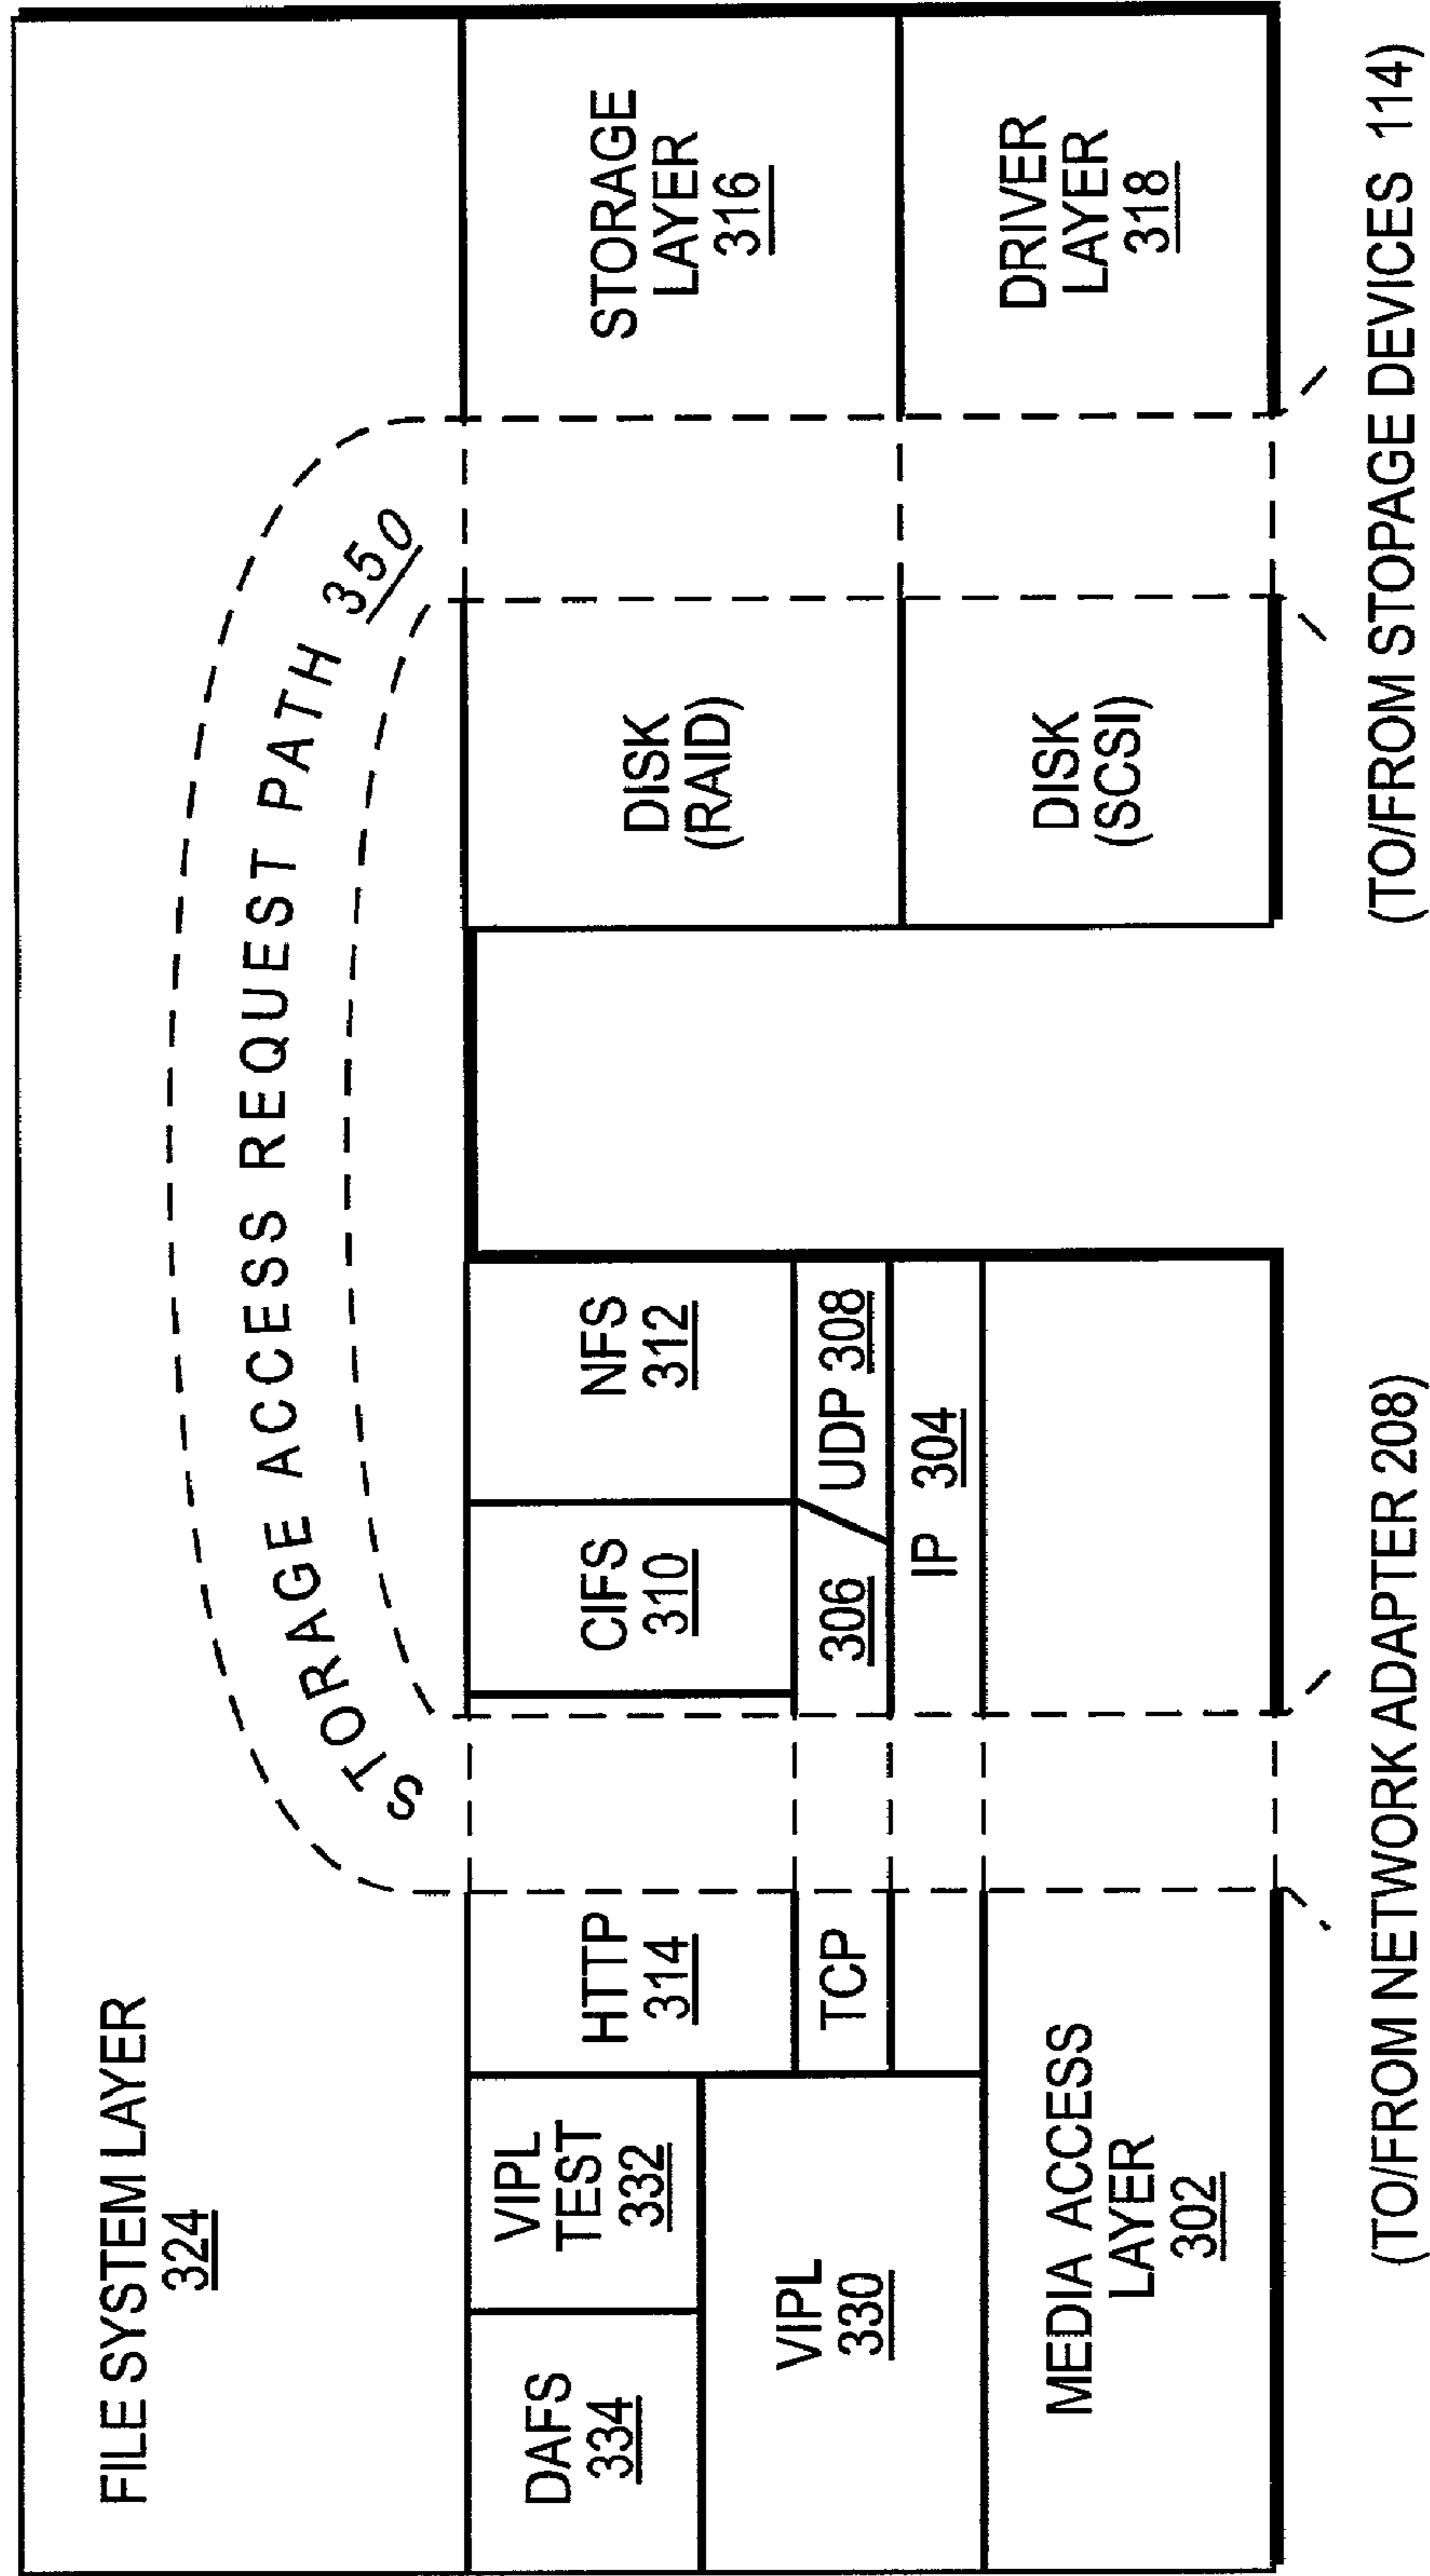 FILE SYSTEM LAYER
324
STORAGE ACCESS REQUEST PATH 350
DAFS
334
VIPL
TEST
332
HTTP
314
CIFS
310
NFS
312
VIPL
330
TCP
306
UDP 308
IP 304
MEDIA ACCESS
LAYER
302
DISK
(RAID)
STORAGE
LAYER
316
DISK
(SCSI)
DRIVER
LAYER
318
(TO/FROM NETWORK ADAPTER 208)
(TO/FROM STOPAGE DEVICES 114)